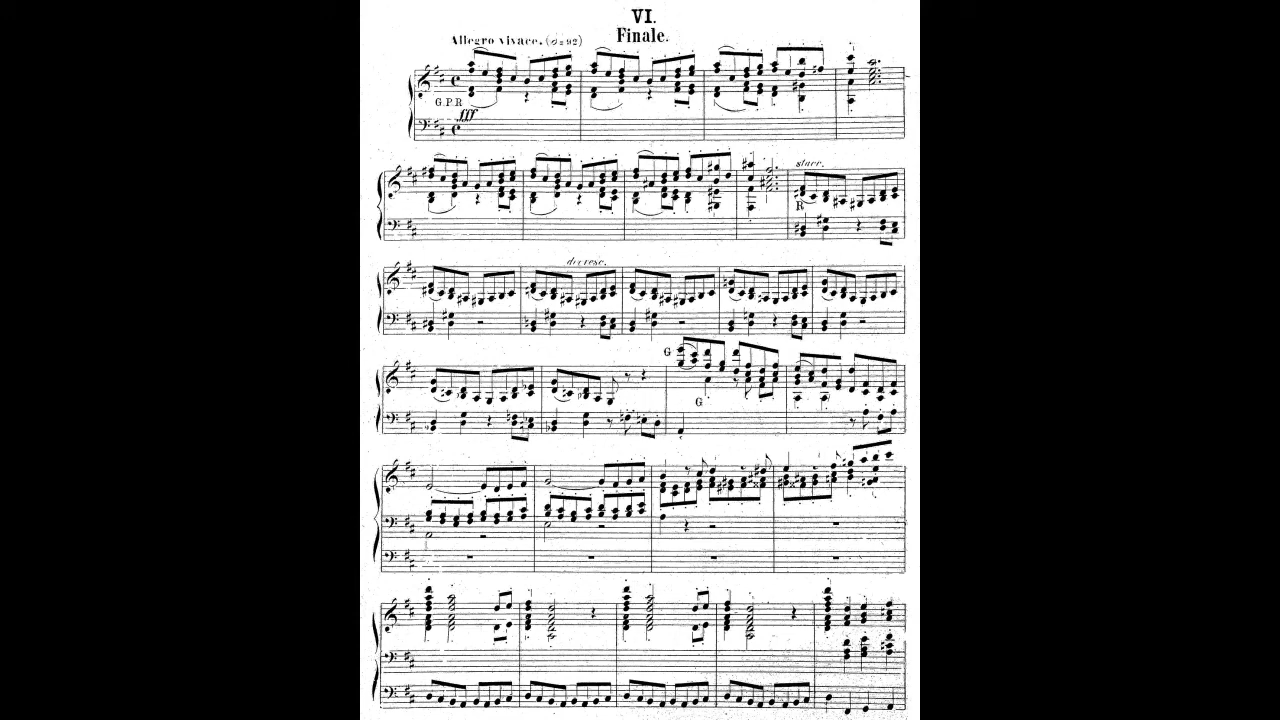 VI.
Finale.
Allegro vivace. (𝅗𝅥 = 92)
G.P.R
fff
stacc.
R
decresc.
G
G